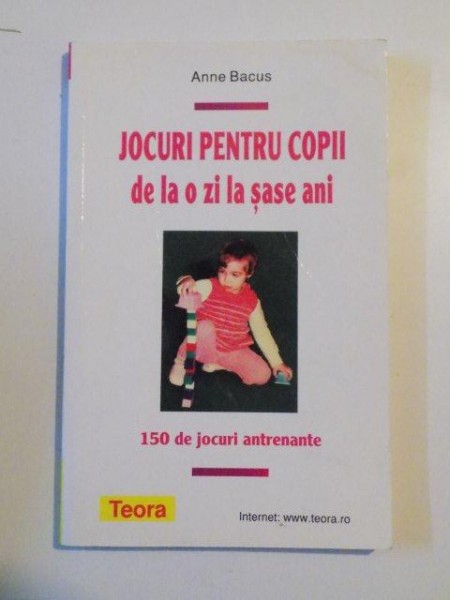 Anne Bacus
JOCURI PENTRU COPII
de la o zi la șase ani
150 de jocuri antrenante
Teora
Internet: www.teora.ro